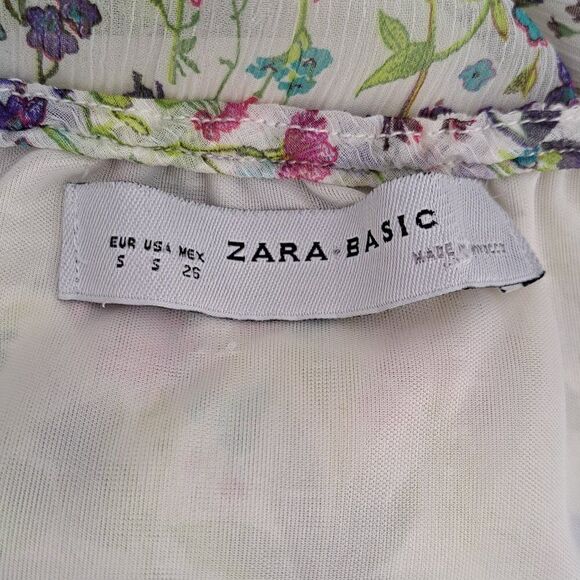 EUR USA MEX
S S 26
ZARA-BASIC
MADE IN MOROCCO